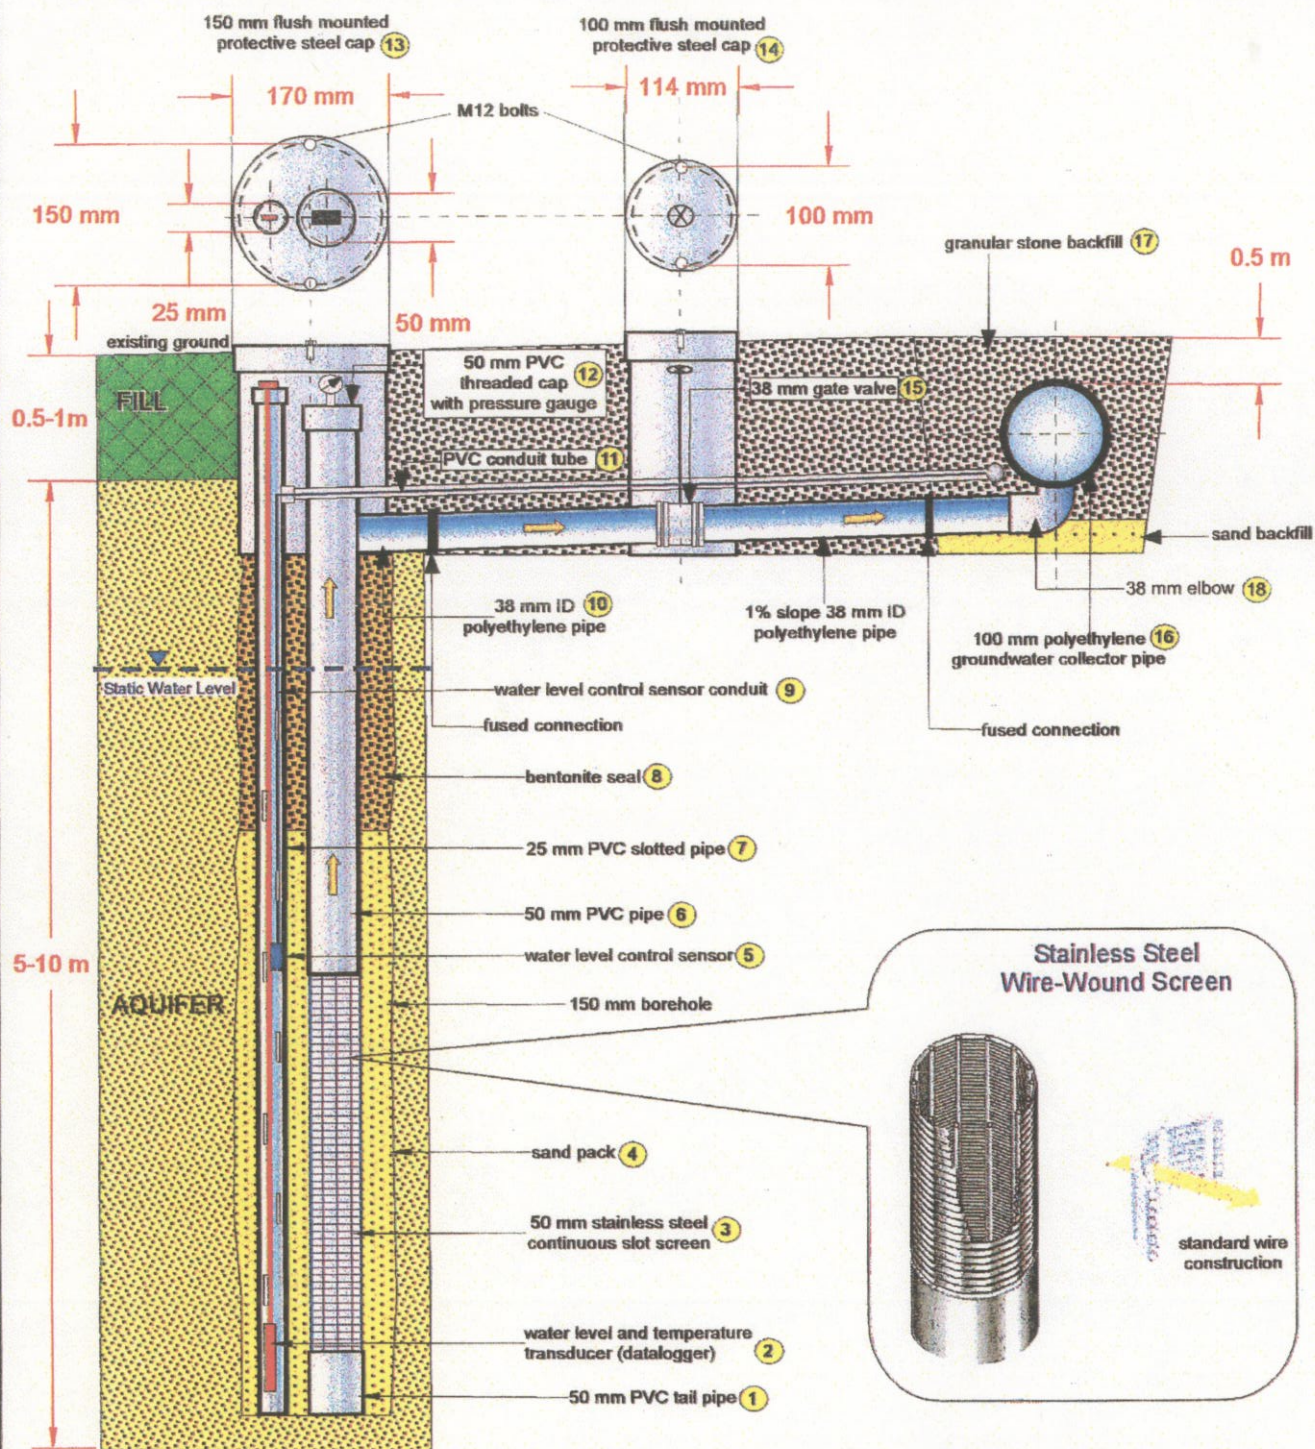 150 mm flush mounted
protective steel cap 13
100 mm flush mounted
protective steel cap 14
170 mm
114 mm
M12 bolts
150 mm
100 mm
granular stone backfill 17
0.5 m
25 mm
50 mm
existing ground
FILL
0.5-1m
50 mm PVC
threaded cap 12
with pressure gauge
38 mm gate valve 15
PVC conduit tube 11
sand backfill
38 mm ID 10
polyethylene pipe
1% slope 38 mm ID
polyethylene pipe
38 mm elbow 18
100 mm polyethylene 16
groundwater collector pipe
Static Water Level
water level control sensor conduit 9
fused connection
fused connection
bentonite seal 8
25 mm PVC slotted pipe 7
50 mm PVC pipe 6
water level control sensor 5
5-10 m
AQUIFER
150 mm borehole
Stainless Steel
Wire-Wound Screen
sand pack 4
50 mm stainless steel 3
continuous slot screen
standard wire
construction
water level and temperature
transducer (datalogger) 2
50 mm PVC tail pipe 1